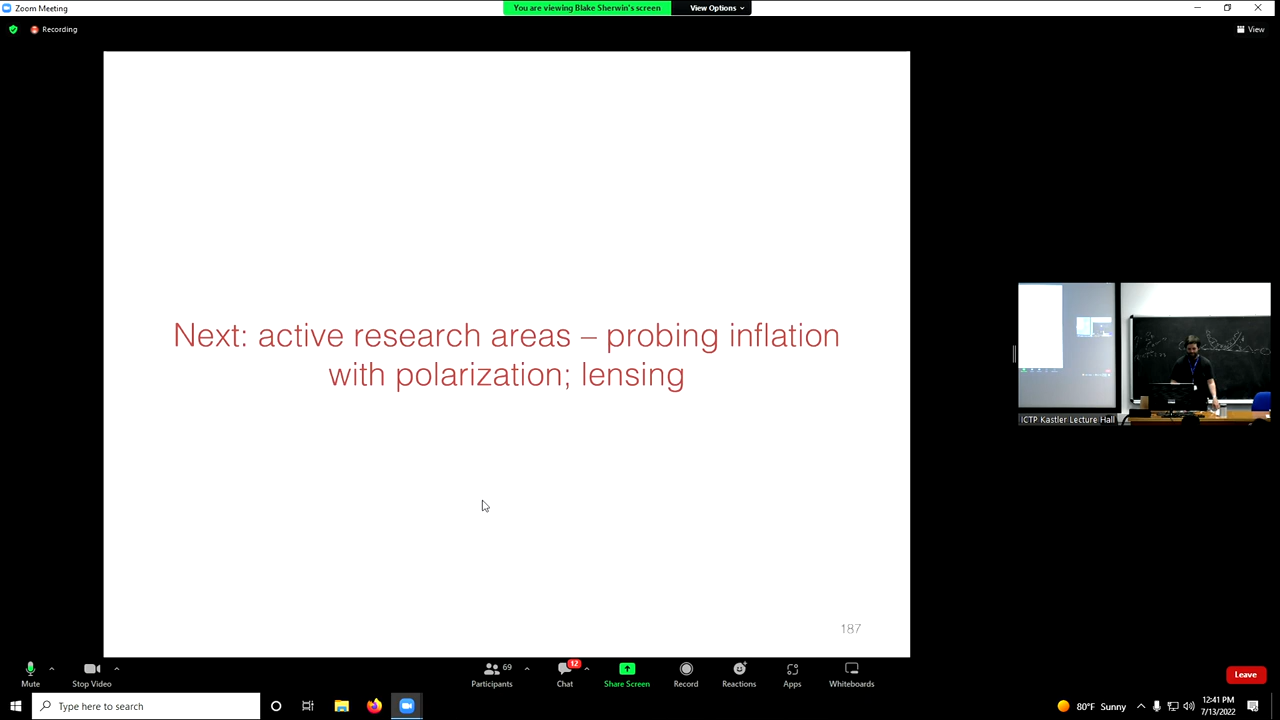 Zoom Meeting
You are viewing Blake Sherwin's screen
View Options
Recording
View
Next: active research areas – probing inflation
with polarization; lensing
187
ICTP Kastler Lecture Hall
Mute
Stop Video
Participants
69
Chat
12
Share Screen
Record
Reactions
Apps
Whiteboards
Leave
Type here to search
80°F Sunny
12:41 PM
7/13/2022